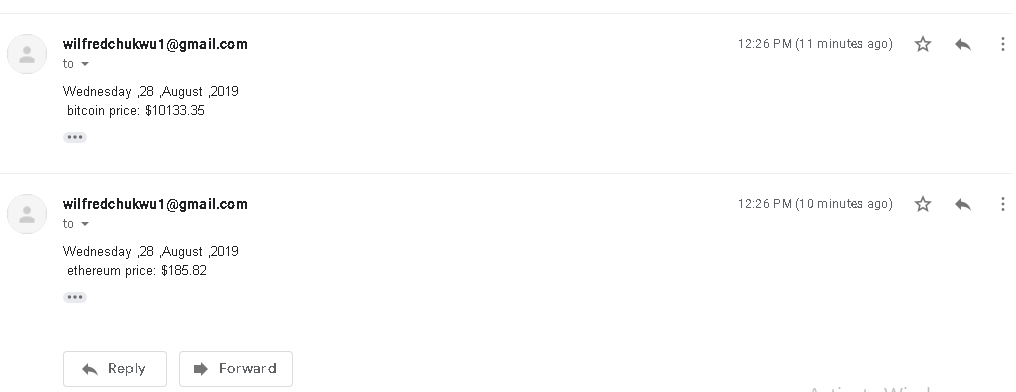 wilfredchukwu1@gmail.com 12:26 PM (11 minutes ago)
to
Wednesday ,28 ,August ,2019
bitcoin price: $10133.35
wilfredchukwu1@gmail.com 12:26 PM (10 minutes ago)
to
Wednesday ,28 ,August ,2019
ethereum price: $185.82
Reply Forward